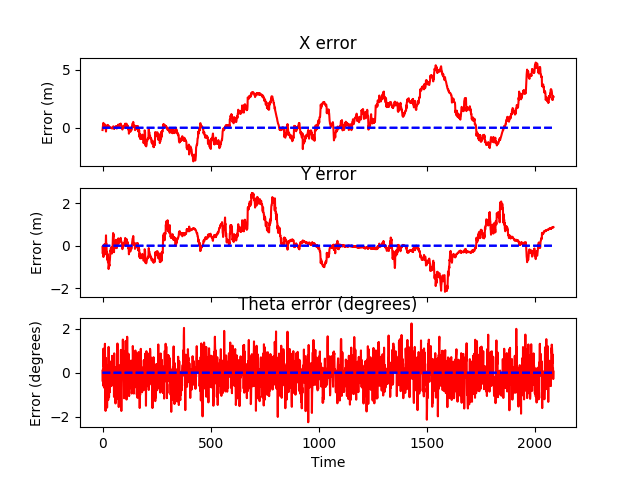 X error
5
0
Error (m)
Y error
2
0
−2
Error (m)
Theta error (degrees)
2
0
−2
Error (degrees)
0 500 1000 1500 2000
Time